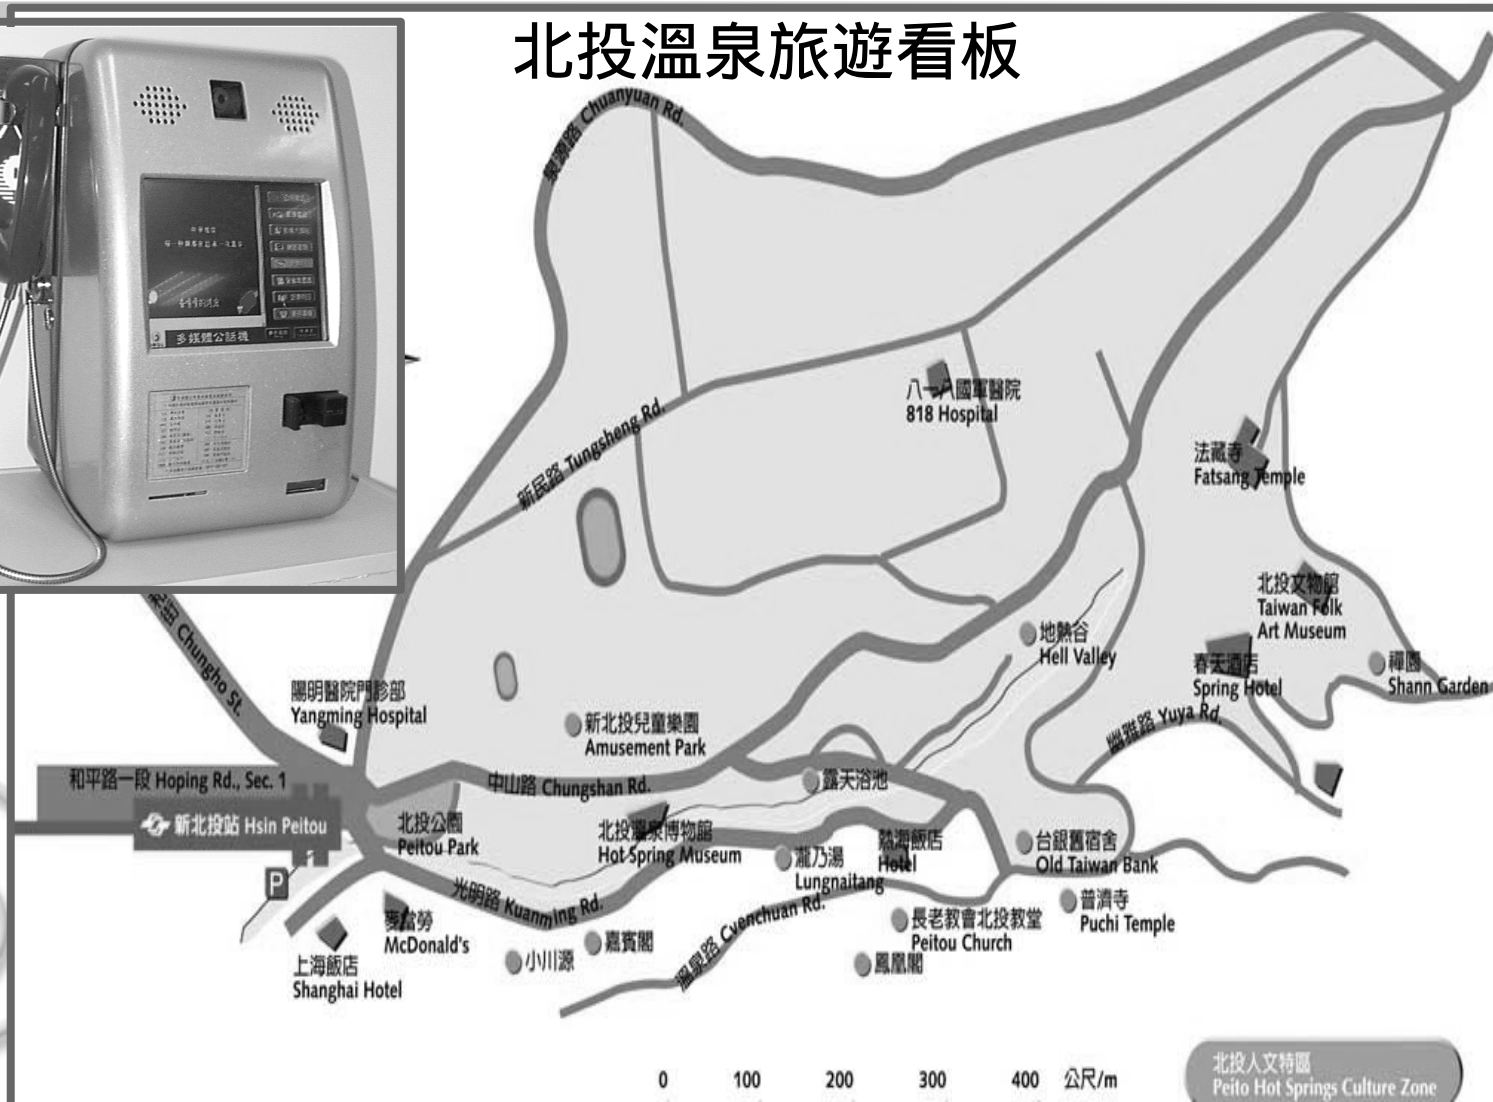 北投溫泉旅遊看板
泉源路 Chuanyuan Rd.
多媒體公話機
八一八國軍醫院
818 Hospital
新民路 Tungsheng Rd.
法藏寺
Fatsang Temple
北投文物館
Taiwan Folk
Art Museum
地熱谷
Hell Valley
春天酒店
Spring Hotel
禪園
Shann Garden
Chungho St.
陽明醫院門診部
Yangming Hospital
新北投兒童樂園
Amusement Park
幽雅路 Yuya Rd.
和平路一段 Hoping Rd., Sec. 1
中山路 Chungshan Rd.
露天浴池
新北投站 Hsin Peitou
北投公園
Peitou Park
北投溫泉博物館
Hot Spring Museum
瀧乃湯
Lungnaitang
熱海飯店
Hotel
台銀舊宿舍
Old Taiwan Bank
P
光明路 Kuanming Rd.
麥當勞
McDonald's
溫泉路 Cvenchuan Rd.
長老教會北投教堂
Peitou Church
普濟寺
Puchi Temple
上海飯店
Shanghai Hotel
小川源
嘉賓閣
鳳凰閣
0 100 200 300 400 公尺/m
北投人文特區
Peito Hot Springs Culture Zone